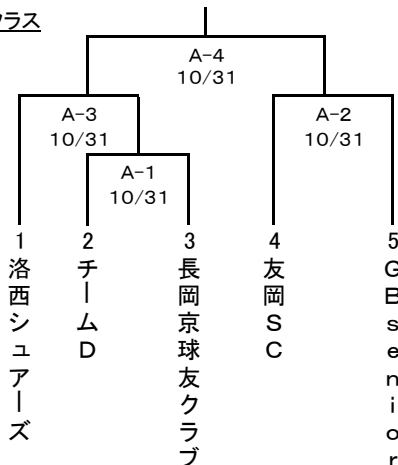 クラス
A-4
10/31
A-3
10/31
A-2
10/31
A-1
10/31
1
2
3
4
5
洛西シュアーズ
チームD
長岡京球友クラブ
友岡SC
GBsenior